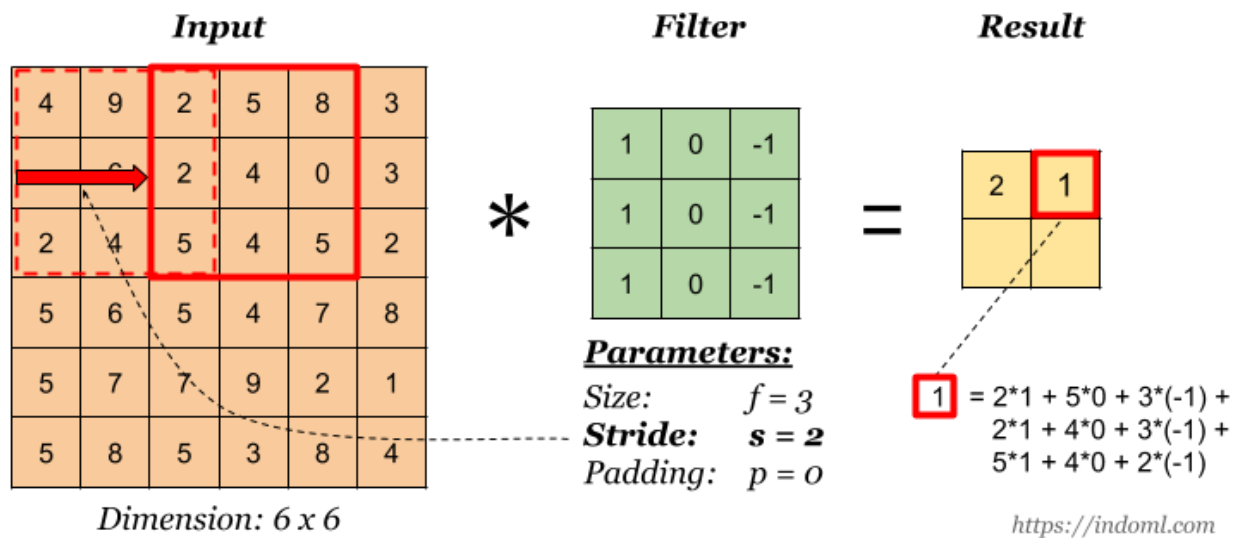 Input Filter Result
4 9 2 5 8 3
6 2 4 0 3
2 4 5 4 5 2
5 6 5 4 7 8
5 7 7 9 2 1
5 8 5 3 8 4
Dimension: 6 x 6
*
1 0 -1
1 0 -1
1 0 -1
Parameters:
Size: f = 3
Stride: s = 2
Padding: p = 0
=
2 1
1 = 2*1 + 5*0 + 3*(-1) +
2*1 + 4*0 + 3*(-1) +
5*1 + 4*0 + 2*(-1)
https://indoml.com